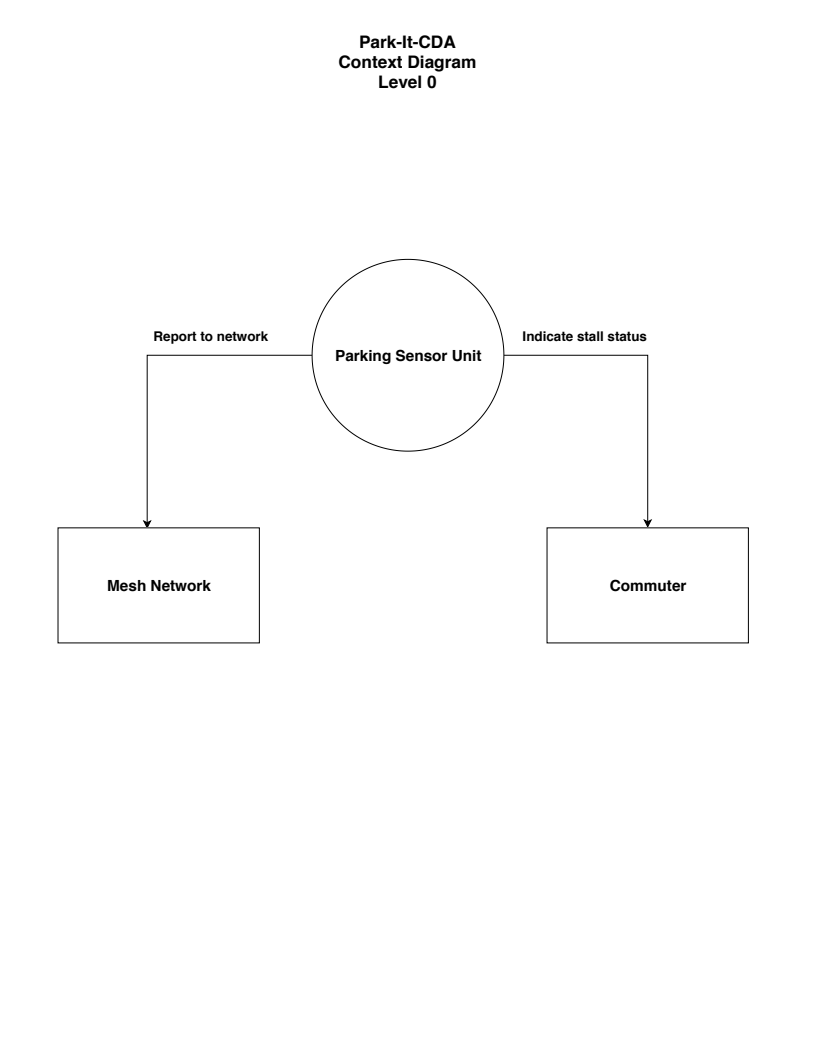 Park-It-CDA
Context Diagram
Level 0
Report to network
Indicate stall status
Parking Sensor Unit
Mesh Network
Commuter